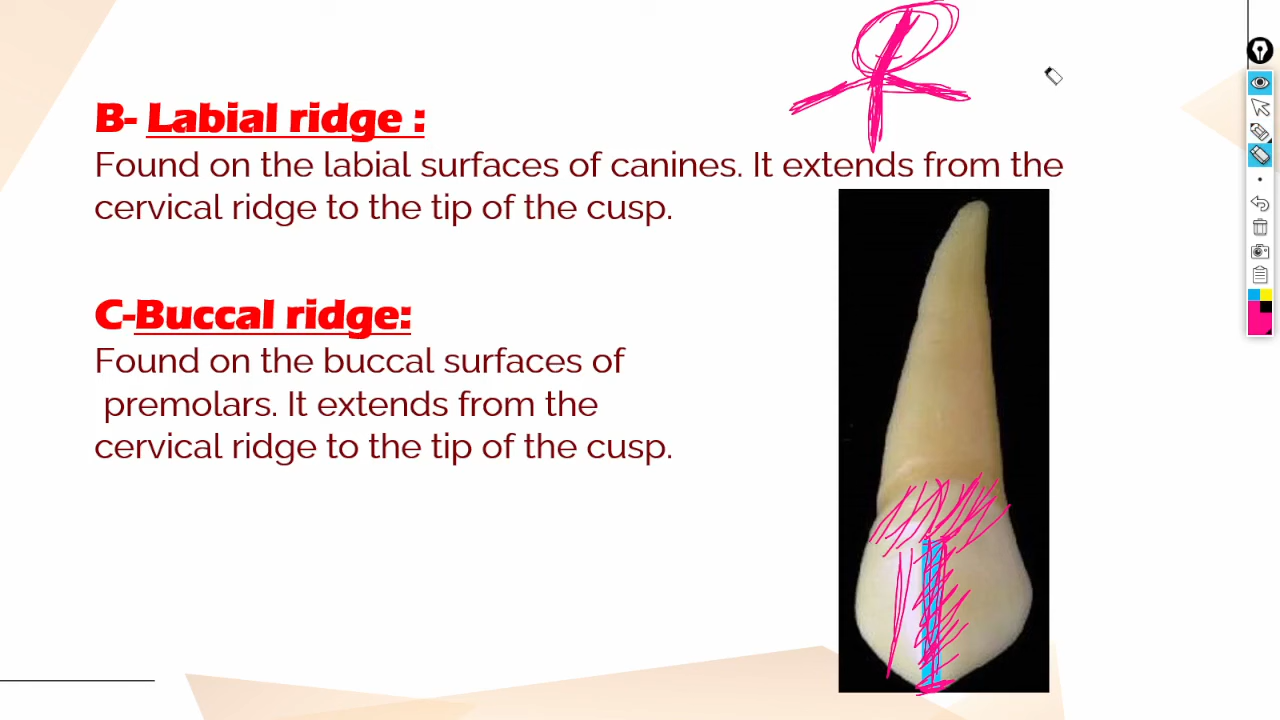 B- Labial ridge :
Found on the labial surfaces of canines. It extends from the
cervical ridge to the tip of the cusp.
C-Buccal ridge:
Found on the buccal surfaces of
premolars. It extends from the
cervical ridge to the tip of the cusp.